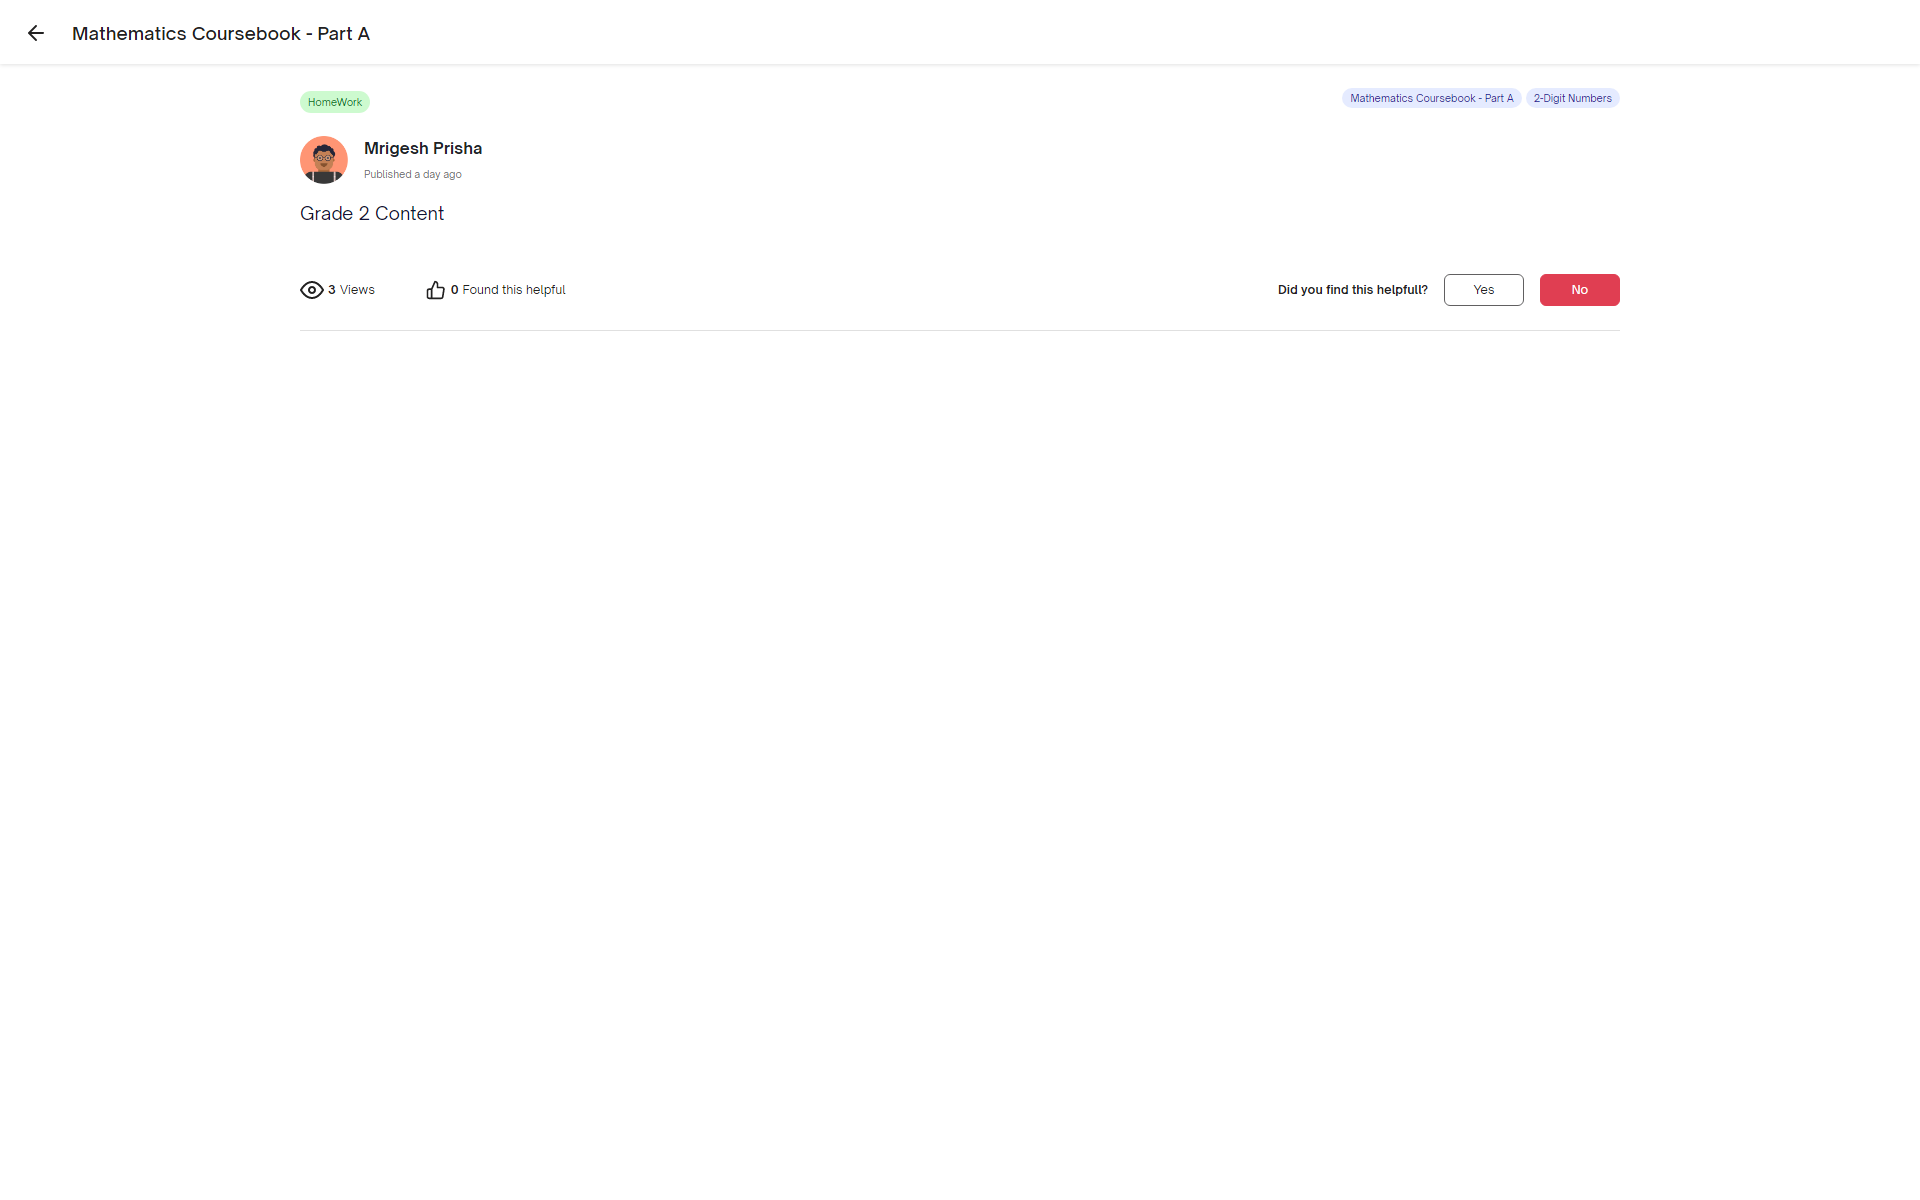 Mathematics Coursebook - Part A
HomeWork
Mathematics Coursebook - Part A 2-Digit Numbers
Mrigesh Prisha
Published a day ago
Grade 2 Content
3 Views 0 Found this helpful Did you find this helpfull? Yes No